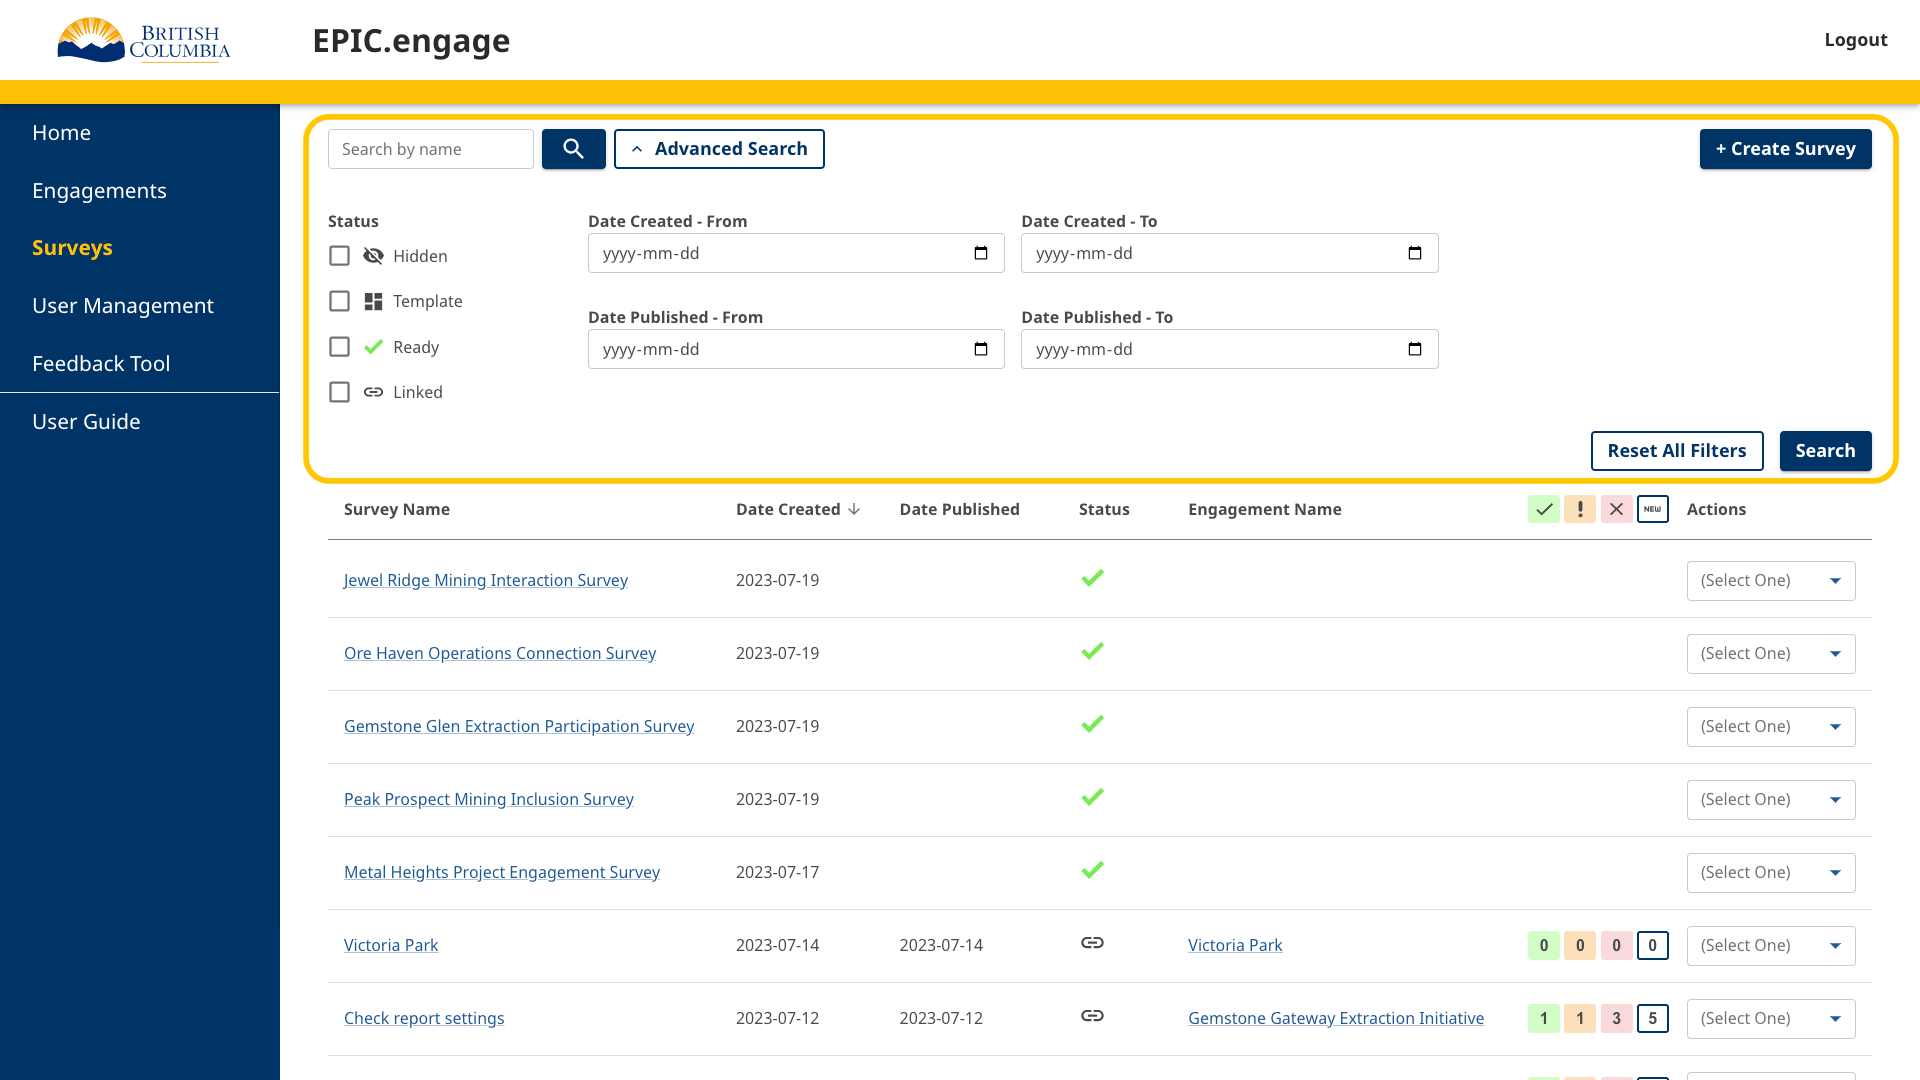 BRITISH COLUMBIA
EPIC.engage
Logout
Home
Engagements
Surveys
User Management
Feedback Tool
User Guide
Search by name
Advanced Search
+ Create Survey
Status
Hidden
Template
Ready
Linked
Date Created - From
yyyy-mm-dd
Date Created - To
yyyy-mm-dd
Date Published - From
yyyy-mm-dd
Date Published - To
yyyy-mm-dd
Reset All Filters
Search
Survey Name Date Created Date Published Status Engagement Name NEW Actions
Jewel Ridge Mining Interaction Survey 2023-07-19 (Select One)
Ore Haven Operations Connection Survey 2023-07-19 (Select One)
Gemstone Glen Extraction Participation Survey 2023-07-19 (Select One)
Peak Prospect Mining Inclusion Survey 2023-07-19 (Select One)
Metal Heights Project Engagement Survey 2023-07-17 (Select One)
Victoria Park 2023-07-14 2023-07-14 Victoria Park 0 0 0 0 (Select One)
Check report settings 2023-07-12 2023-07-12 Gemstone Gateway Extraction Initiative 1 1 3 5 (Select One)